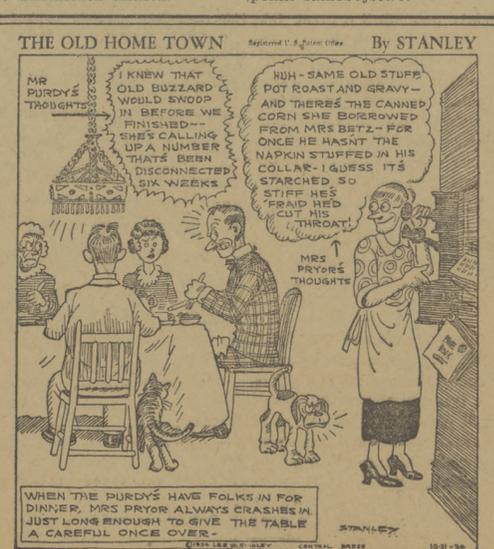 THE OLD HOME TOWN
Registered U. S. Patent Office
By STANLEY
MR
PURDY'S
THOUGHTS
I KNEW THAT
OLD BUZZARD
WOULD SWOOP
IN BEFORE WE
FINISHED--
SHE'S CALLING
UP A NUMBER
THAT'S BEEN
DISCONNECTED
SIX WEEKS
HUH - SAME OLD STUFF
POT ROAST AND GRAVY-
AND THERE'S THE CANNED
CORN SHE BORROWED
FROM MRS BETZ - FOR
ONCE HE HASN'T THE
NAPKIN STUFFED IN HIS
COLLAR - I GUESS IT'S
STARCHED SO
STIFF HE'S
'FRAID HE'D
CUT HIS
THROAT!
MRS
PRYOR'S
THOUGHTS
WHEN THE PURDY'S HAVE FOLKS IN FOR
DINNER, MRS PRYOR ALWAYS CRASHES IN
JUST LONG ENOUGH TO GIVE THE TABLE
A CAREFUL ONCE OVER-
STANLEY
LEE W. STANLEY
CENTRAL PRESS